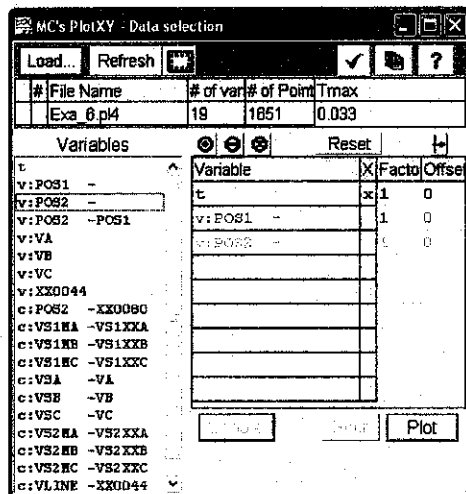 MC's PlotXY - Data selection
Load... Refresh ?
# File Name # of var # of Point Tmax
Exa_6.pl4 19 1651 0.033
Variables Reset
Variable X Facto Offset
t x 1 0
v:POS1 - 1 0
v:POS2 - 0
t
v:POS1 -
v:POS2 -
v:POS2 -POS1
v:VA
v:VB
v:VC
v:XX0044
c:POS2 -XX0080
c:VS1MA -VS1XXA
c:VS1MB -VS1XXB
c:VS1MC -VS1XXC
c:VSA -VA
c:VSB -VB
c:VSC -VC
c:VS2MA -VS2XXA
c:VS2MB -VS2XXB
c:VS2MC -VS2XXC
c:VLINE -XX0044
Plot